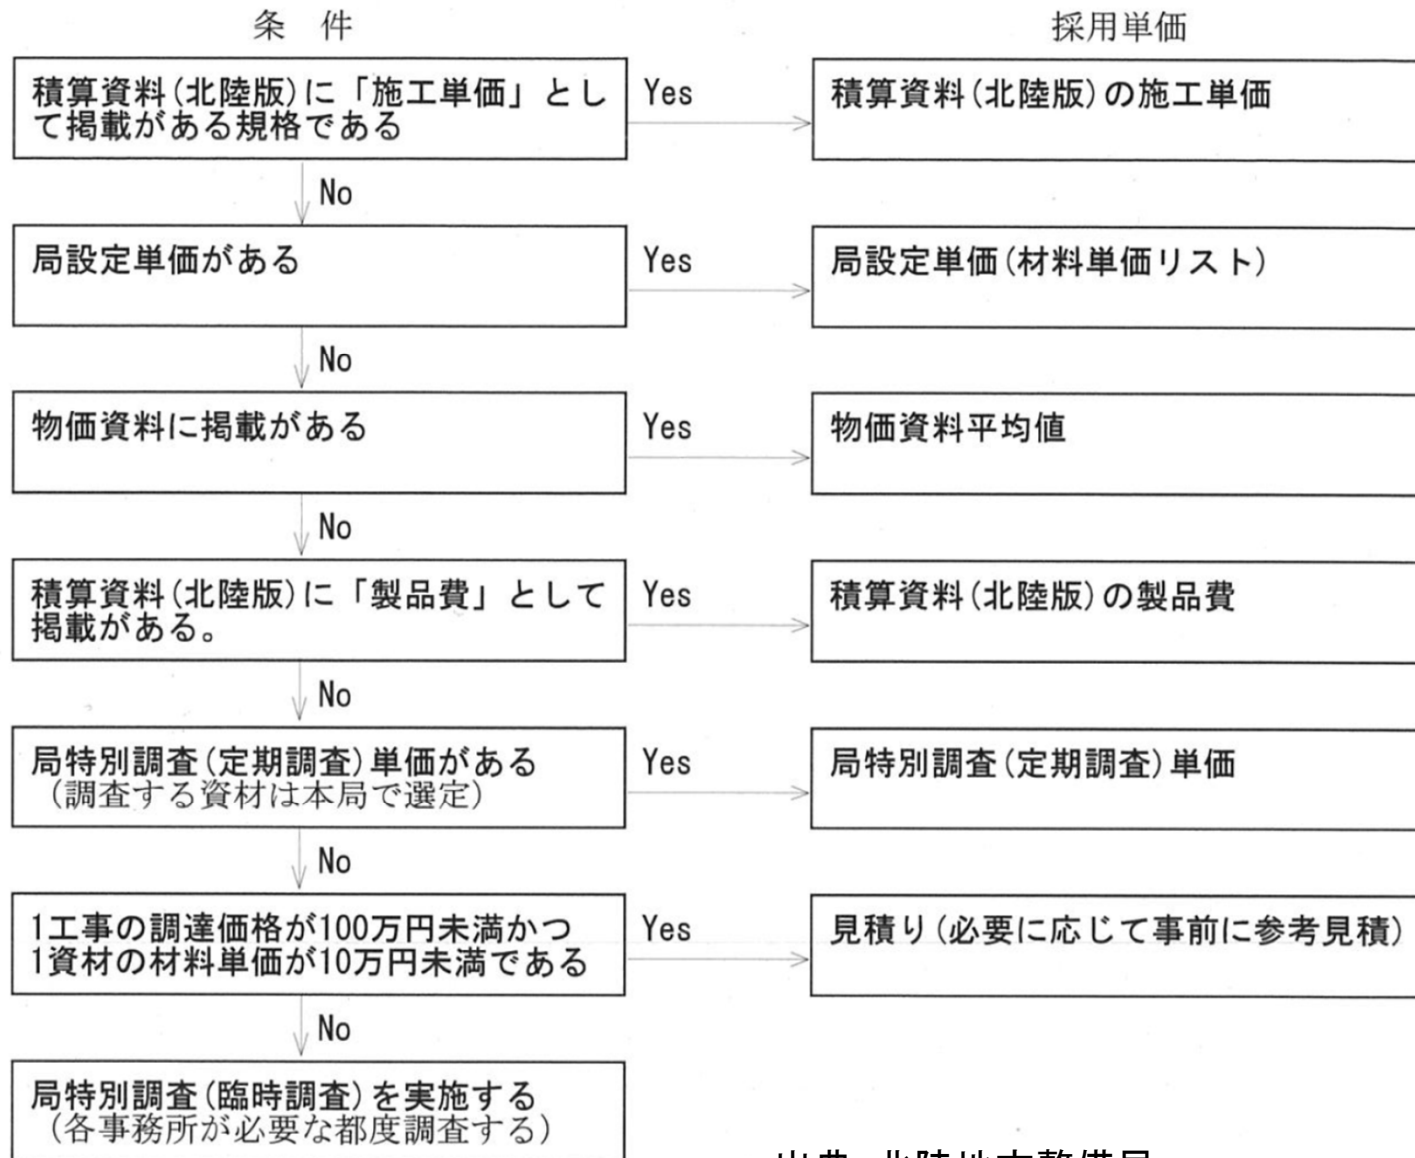 条　件
採用単価
積算資料(北陸版)に「施工単価」とし
て掲載がある規格である
Yes
積算資料(北陸版)の施工単価
No
局設定単価がある
Yes
局設定単価(材料単価リスト)
No
物価資料に掲載がある
Yes
物価資料平均値
No
積算資料(北陸版)に「製品費」として
掲載がある。
Yes
積算資料(北陸版)の製品費
No
局特別調査(定期調査)単価がある
(調査する資材は本局で選定)
Yes
局特別調査(定期調査)単価
No
1工事の調達価格が100万円未満かつ
1資材の材料単価が10万円未満である
Yes
見積り(必要に応じて事前に参考見積)
No
局特別調査(臨時調査)を実施する
(各事務所が必要な都度調査する)